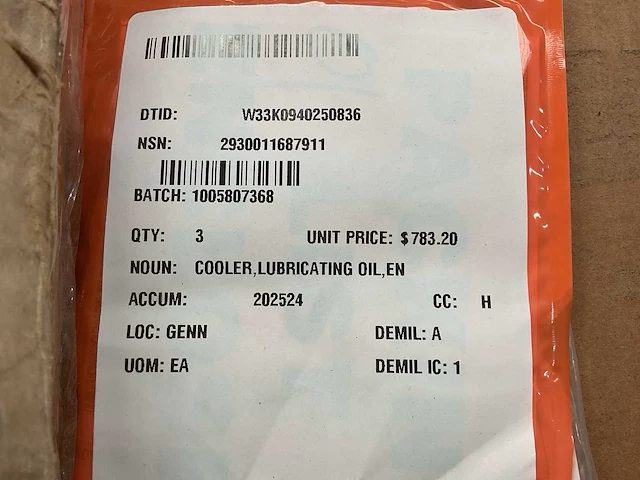 DTID: W33K0940250836
NSN: 2930011687911
BATCH: 1005807368
QTY: 3 UNIT PRICE: $783.20
NOUN: COOLER,LUBRICATING OIL,EN
ACCUM: 202524 CC: H
LOC: GENN DEMIL: A
UOM: EA DEMIL IC: 1